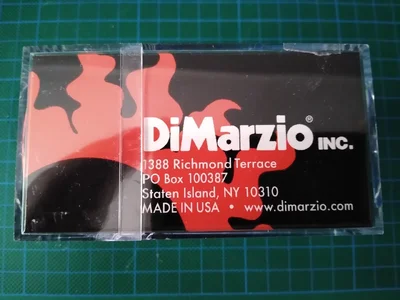 DiMarzio® INC.
1388 Richmond Terrace
PO Box 100387
Staten Island, NY 10310
MADE IN USA • www.dimarzio.com